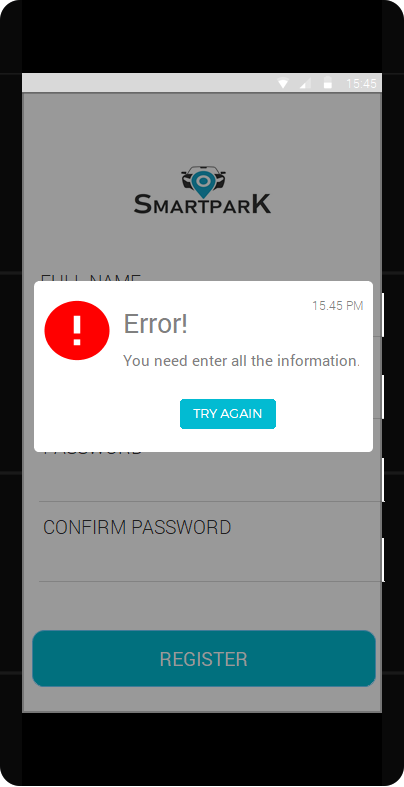 15:45
SMARTPARK
FULL NAME
15.45 PM
Error!
You need enter all the information.
TRY AGAIN
PASSWORD
CONFIRM PASSWORD
REGISTER